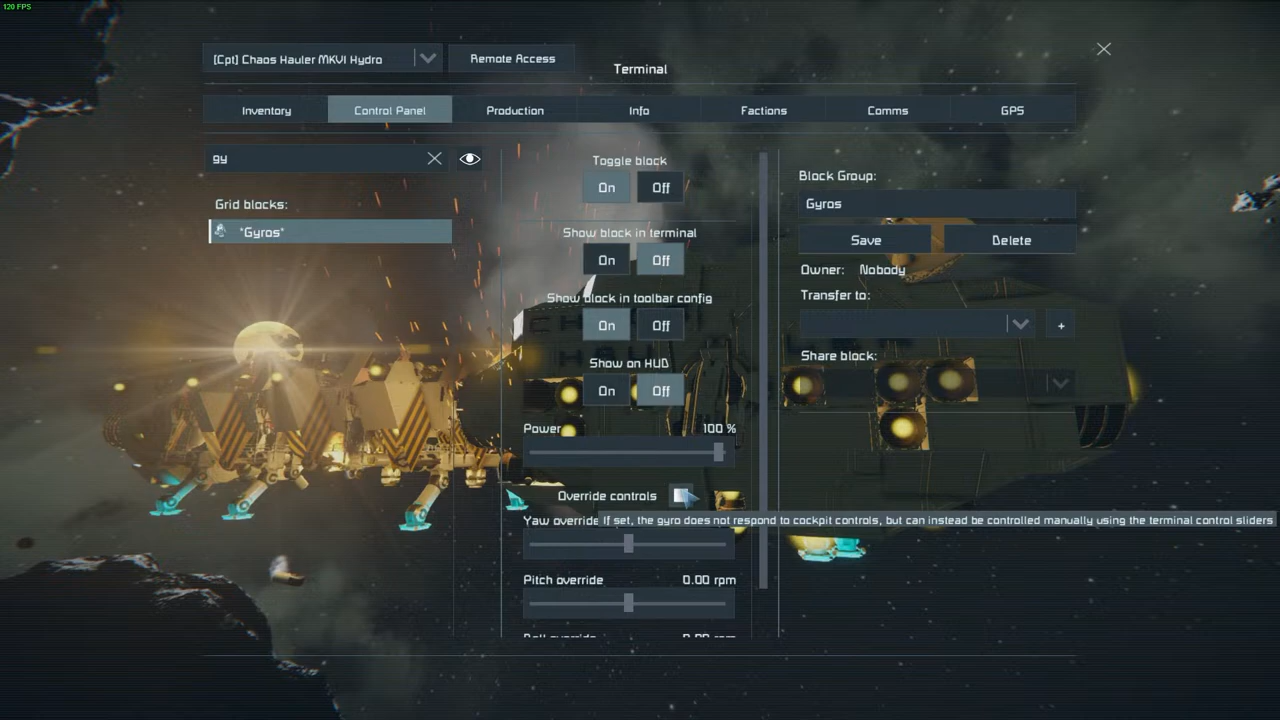 120 FPS
[Cpt] Chaos Hauler MKVI Hydro
Remote Access
Terminal
Inventory
Control Panel
Production
Info
Factions
Comms
GPS
gy
Grid blocks:
*Gyros*
Toggle block
On Off
Show block in terminal
On Off
Show block in toolbar config
On Off
Show on HUD
On Off
Power 100 %
Override controls
If set, the gyro does not respond to cockpit controls, but can instead be controlled manually using the terminal control sliders
Yaw override
Pitch override 0.00 rpm
Block Group:
Gyros
Save Delete
Owner: Nobody
Transfer to:
+
Share block: